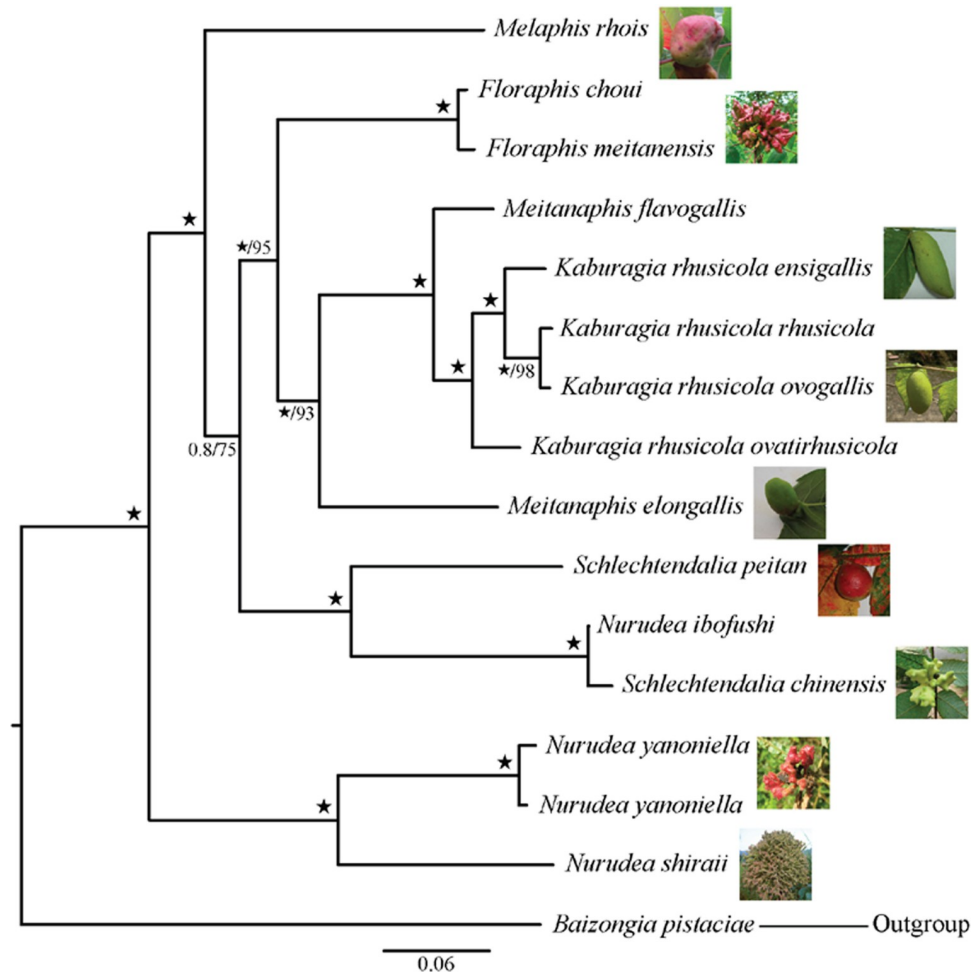 Melaphis rhois
Floraphis choui
★
Floraphis meitanensis
Meitanaphis flavogallis
★
★/95
Kaburagia rhusicola ensigallis
★
★
Kaburagia rhusicola rhusicola
★
★/98
Kaburagia rhusicola ovogallis
★/93
0.8/75
Kaburagia rhusicola ovatirhusicola
Meitanaphis elongallis
★
Schlechtendalia peitan
★
Nurudea ibofushi
★
Schlechtendalia chinensis
Nurudea yanoniella
★
Nurudea yanoniella
★
Nurudea shiraii
Baizongia pistaciae
Outgroup
0.06